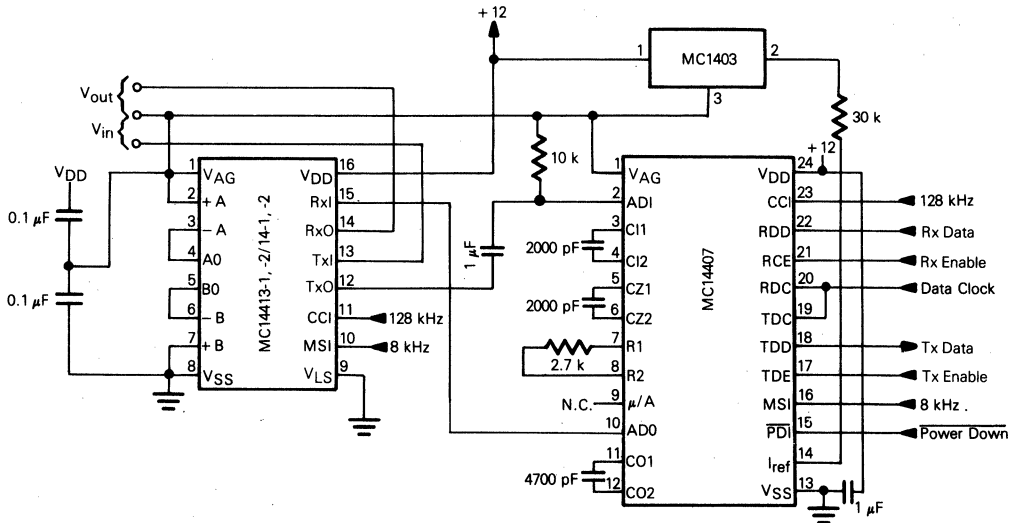 + 12
1
MC1403
2
3
30 k
Vout
Vin
VDD
0.1 μF
0.1 μF
10 k
1 μF
MC14413-1, -2/14-1, -2
1 VAG
2 +A
3 -A
4 A0
5 B0
6 -B
7 +B
8 VSS
VDD 16
RxI 15
RxO 14
TxI 13
TxO 12
CCI 11 128 kHz
MSI 10 8 kHz
VLS 9
MC14407
1 VAG
2 ADI
3 CI1
2000 pF
4 CI2
5 CZ1
2000 pF
6 CZ2
7 R1
2.7 k
8 R2
N.C. 9 μ/A
10 AD0
11 CO1
4700 pF
12 CO2
+ 12
VDD 24
CCI 23 128 kHz
RDD 22 Rx Data
RCE 21 Rx Enable
RDC 20 Data Clock
TDC 19
TDD 18 Tx Data
TDE 17 Tx Enable
MSI 16 8 kHz .
PDI 15 Power Down
Iref 14
VSS 13
1 μF